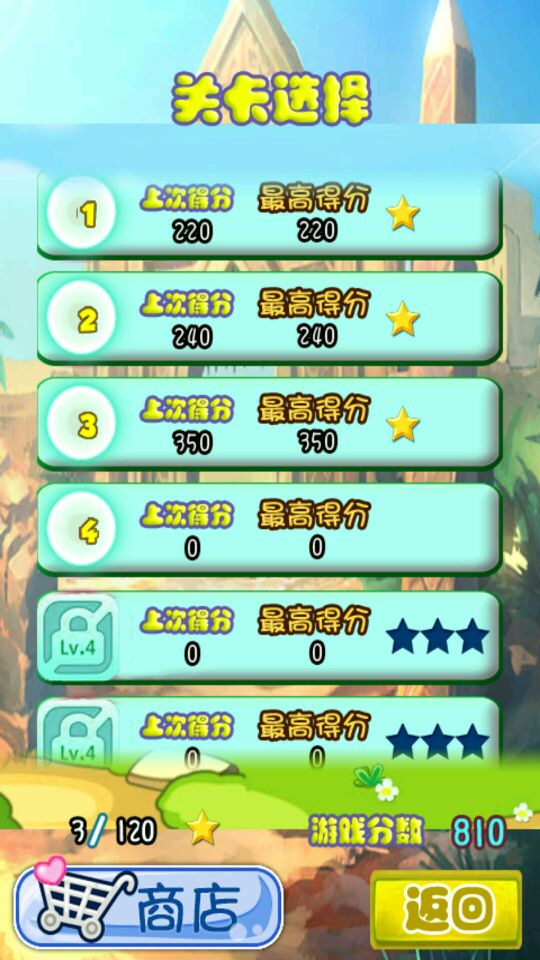 关卡选择
1 上次得分 最高得分
220 220
2 上次得分 最高得分
240 240
3 上次得分 最高得分
350 350
4 上次得分 最高得分
0 0
上次得分 最高得分
Lv.4 0 0
上次得分 最高得分
Lv.4 0 0
3/120 游戏分数 810
商店 返回